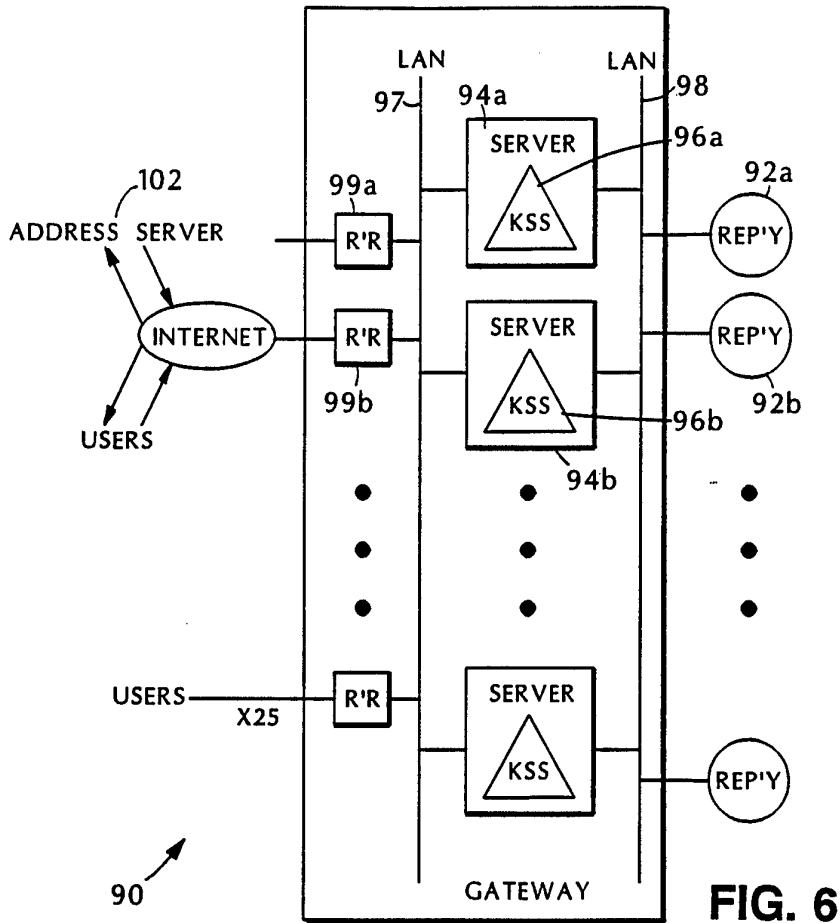 LAN
LAN
97
98
94a
SERVER
96a
KSS
92a
REP'Y
102
ADDRESS SERVER
99a
R'R
INTERNET
R'R
99b
SERVER
KSS
96b
94b
REP'Y
92b
USERS
USERS
X25
R'R
SERVER
KSS
REP'Y
90
GATEWAY
FIG. 6